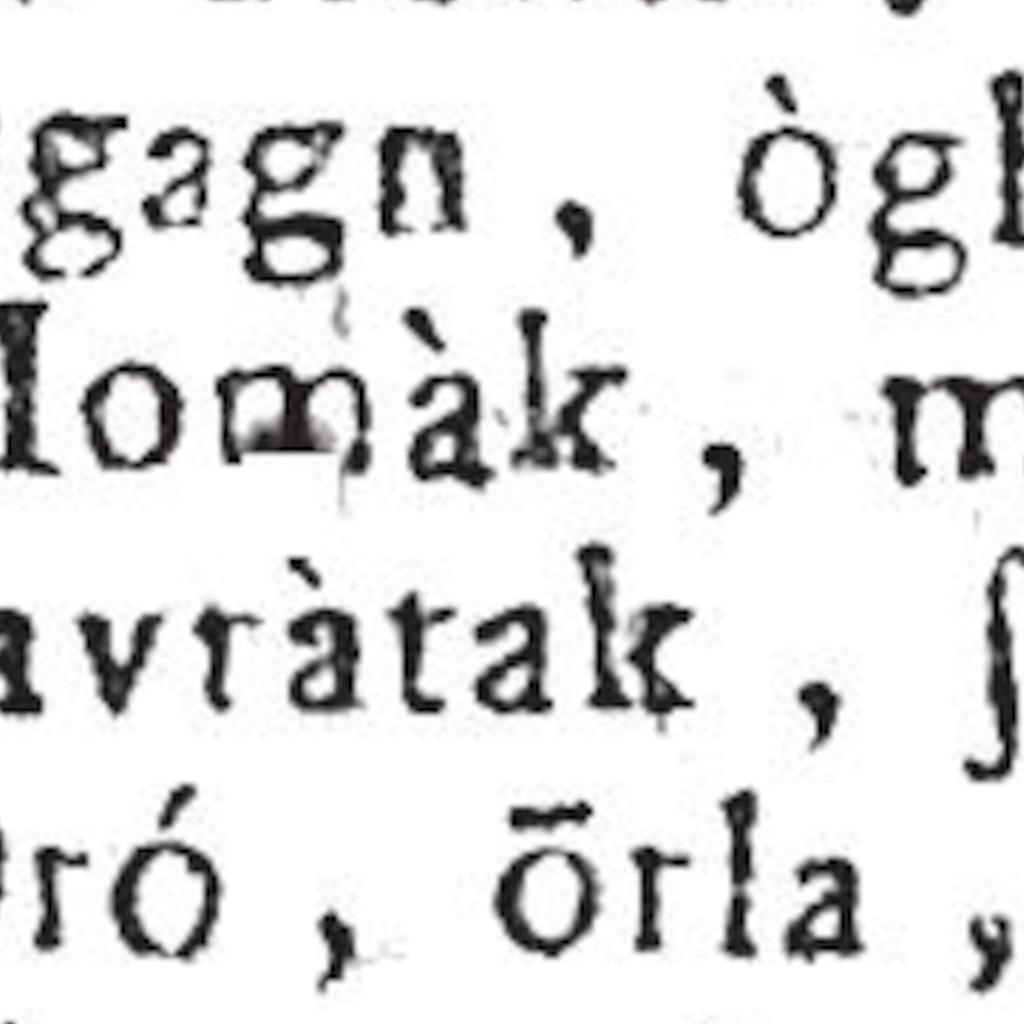 gagn, ògl
lomàk, m
avràtak, ʃ
ró, ōrla,